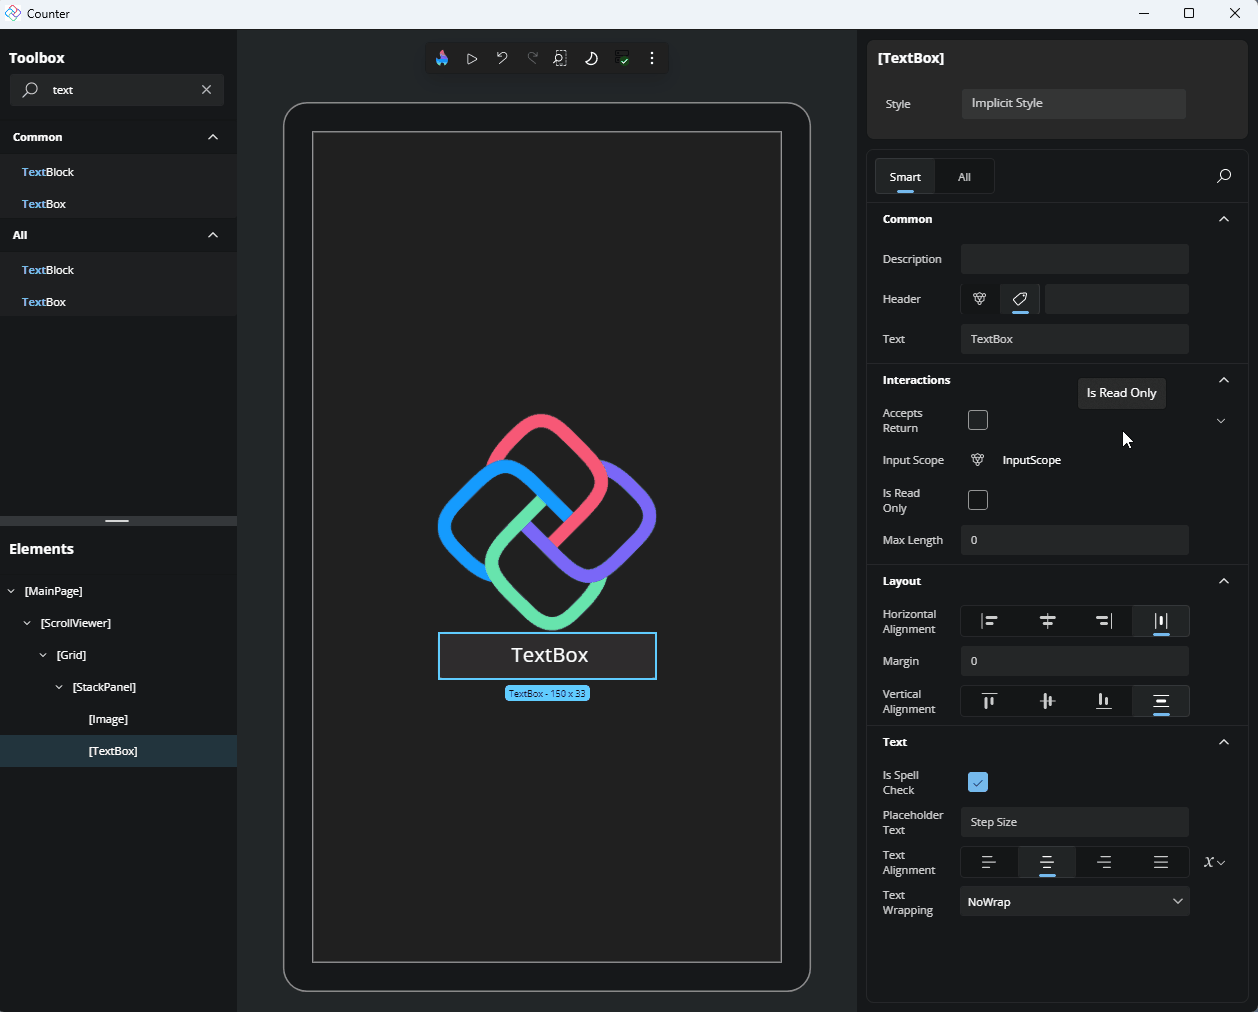 Counter
Toolbox
text
Common
TextBlock
TextBox
All
TextBlock
TextBox
Elements
[MainPage]
[ScrollViewer]
[Grid]
[StackPanel]
[Image]
[TextBox]
TextBox
TextBox - 150 x 33
[TextBox]
Style
Implicit Style
Smart
All
Common
Description
Header
Text
TextBox
Interactions
Is Read Only
Accepts
Return
Input Scope
InputScope
Is Read
Only
Max Length
0
Layout
Horizontal
Alignment
Margin
0
Vertical
Alignment
Text
Is Spell
Check
Placeholder
Text
Step Size
Text
Alignment
x
Text
Wrapping
NoWrap